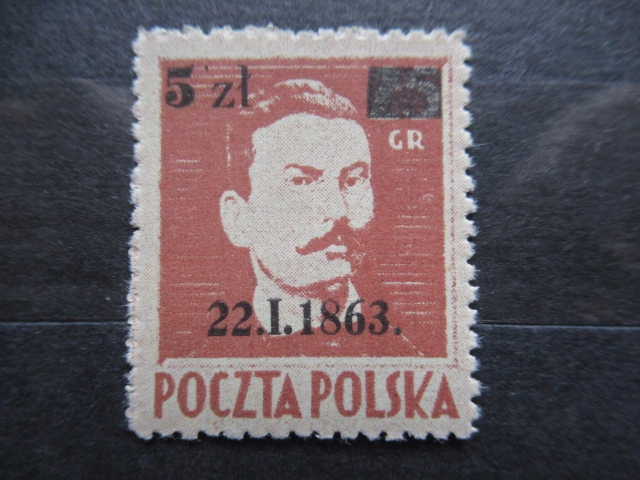 5 zł
GR
22.I.1863.
POCZTA POLSKA